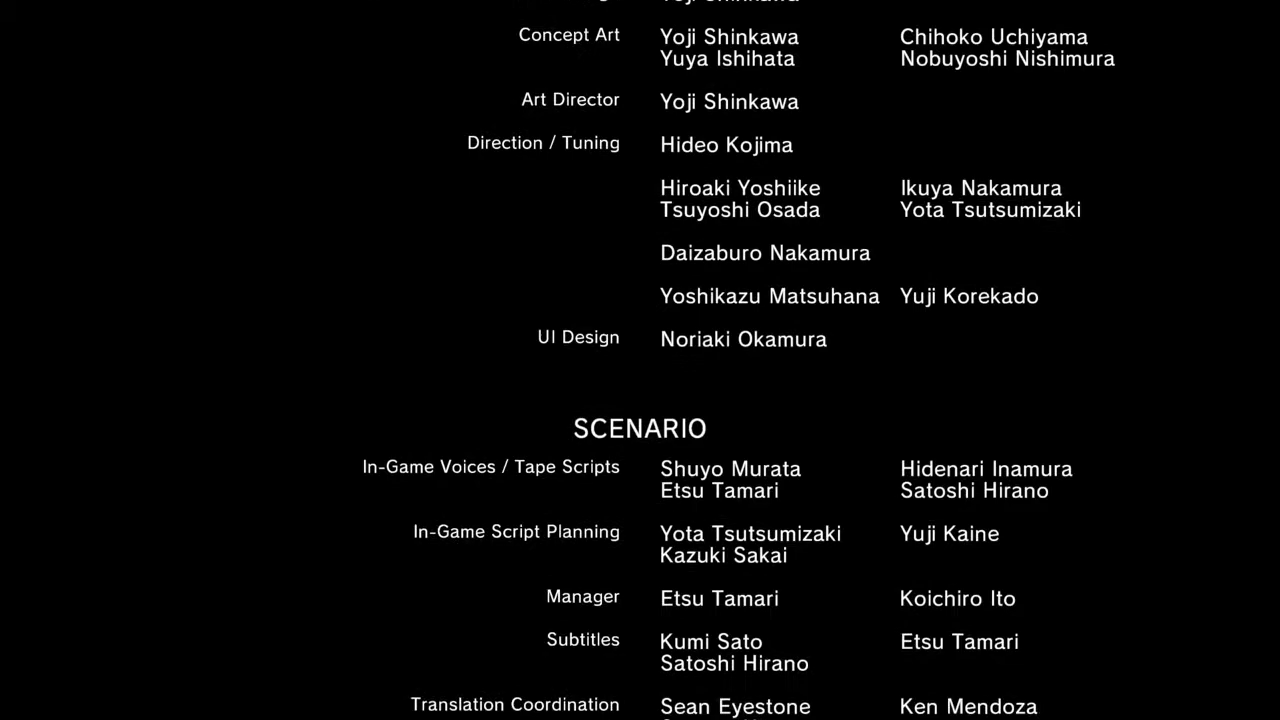 Yoji Shinkawa
Concept Art Yoji Shinkawa Chihoko Uchiyama
Yuya Ishihata Nobuyoshi Nishimura
Art Director Yoji Shinkawa
Direction / Tuning Hideo Kojima
Hiroaki Yoshiike Ikuya Nakamura
Tsuyoshi Osada Yota Tsutsumizaki
Daizaburo Nakamura
Yoshikazu Matsuhana Yuji Korekado
UI Design Noriaki Okamura
SCENARIO
In-Game Voices / Tape Scripts Shuyo Murata Hidenari Inamura
Etsu Tamari Satoshi Hirano
In-Game Script Planning Yota Tsutsumizaki Yuji Kaine
Kazuki Sakai
Manager Etsu Tamari Koichiro Ito
Subtitles Kumi Sato Etsu Tamari
Satoshi Hirano
Translation Coordination Sean Eyestone Ken Mendoza